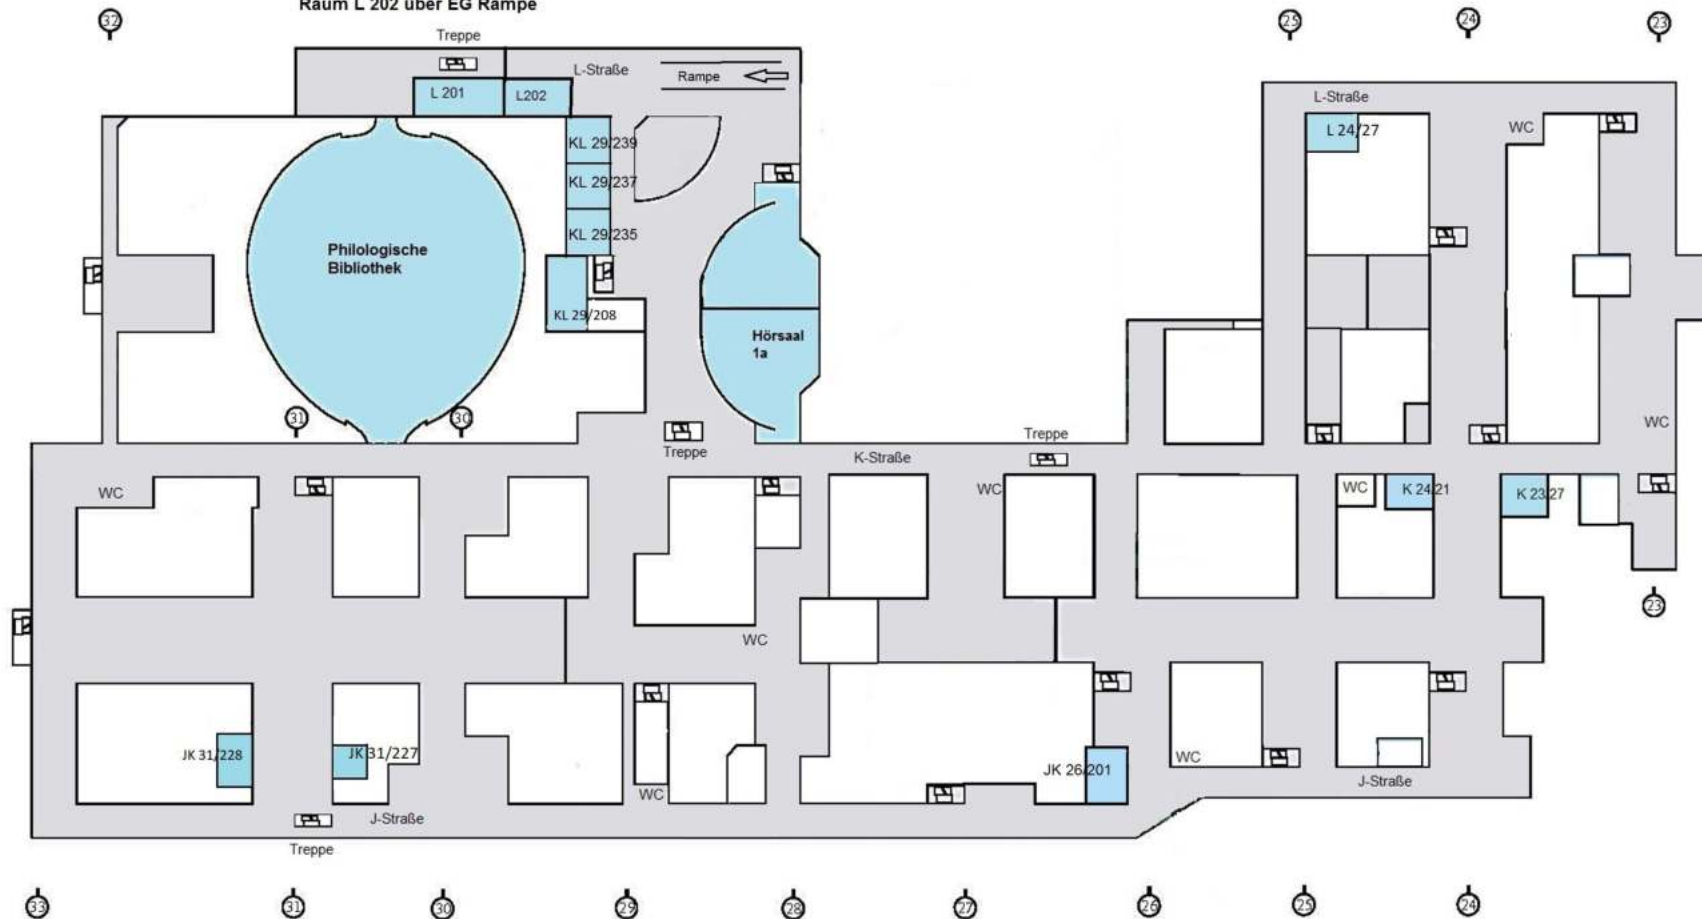 Raum L 202 über EG Rampe
32
25
24
23
Treppe
L-Straße
Rampe
L 201
L202
L-Straße
L 24/27
WC
KL 29/239
KL 29/237
KL 29/235
Philologische
Bibliothek
KL 29/208
Hörsaal
1a
31
30
WC
Treppe
Treppe
K-Straße
WC
WC
WC
K 24/21
K 23/27
23
WC
JK 31/228
JK 31/227
JK 26/201
WC
WC
J-Straße
J-Straße
Treppe
33
31
30
29
28
27
26
25
24